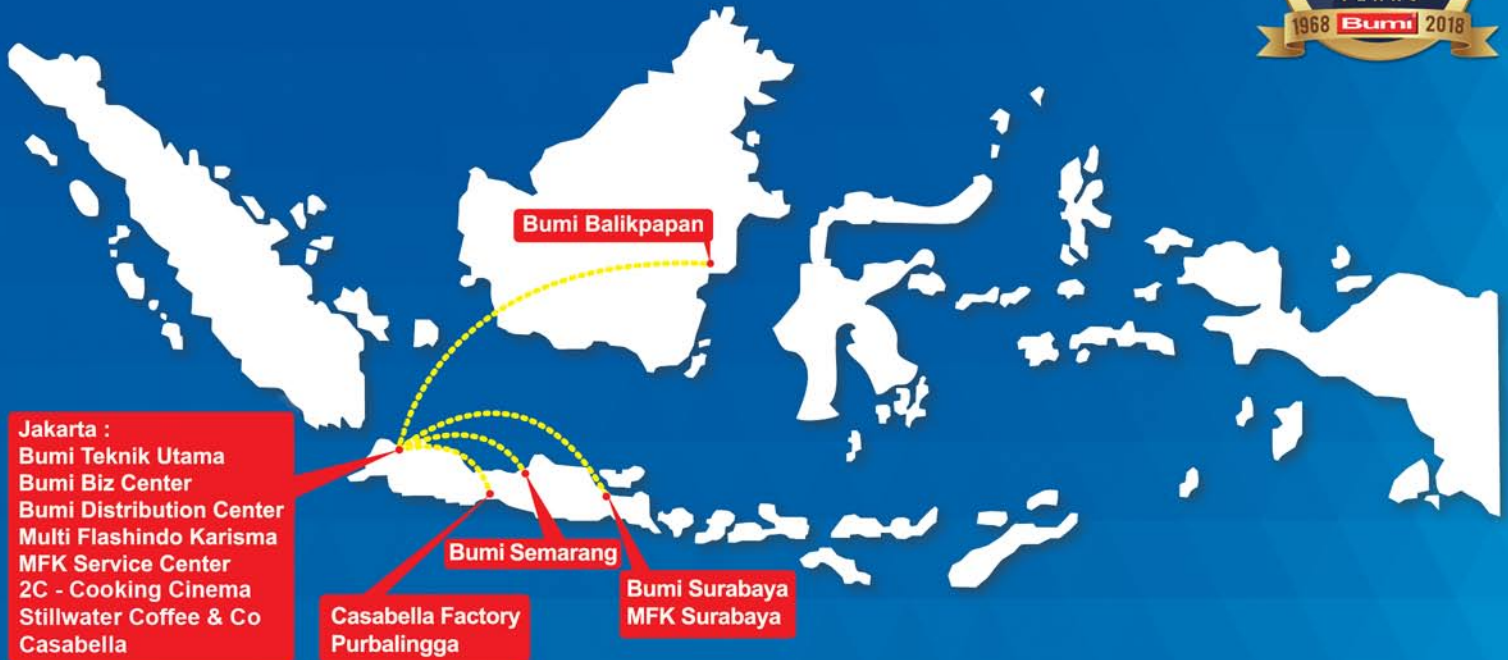 1968 Bumi 2018
Bumi Balikpapan
Jakarta :
Bumi Teknik Utama
Bumi Biz Center
Bumi Distribution Center
Multi Flashindo Karisma
MFK Service Center
2C - Cooking Cinema
Stillwater Coffee & Co
Casabella
Bumi Semarang
Casabella Factory
Purbalingga
Bumi Surabaya
MFK Surabaya